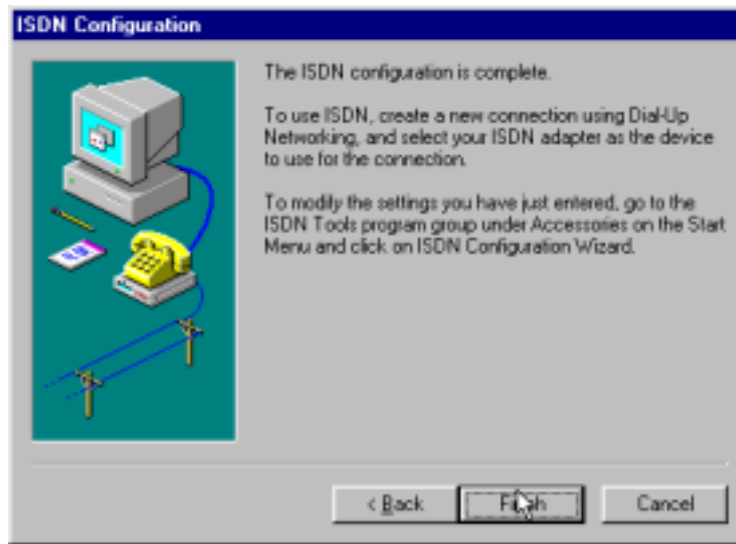 ISDN Configuration
The ISDN configuration is complete.
To use ISDN, create a new connection using Dial-Up
Networking, and select your ISDN adapter as the device
to use for the connection.
To modify the settings you have just entered, go to the
ISDN Tools program group under Accessories on the Start
Menu and click on ISDN Configuration Wizard.
< Back
Finish
Cancel